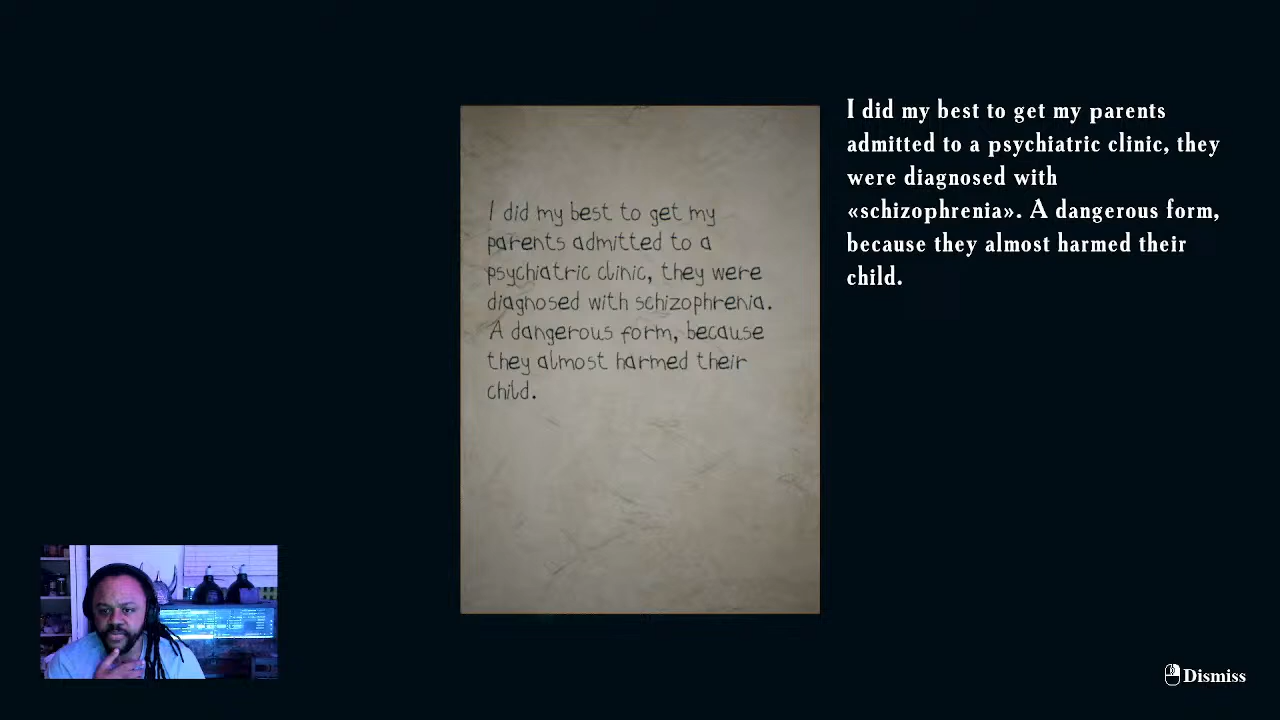 I did my best to get my
parents admitted to a
psychiatric clinic, they were
diagnosed with schizophrenia.
A dangerous form, because
they almost harmed their
child.
I did my best to get my parents
admitted to a psychiatric clinic, they
were diagnosed with
«schizophrenia». A dangerous form,
because they almost harmed their
child.
Dismiss